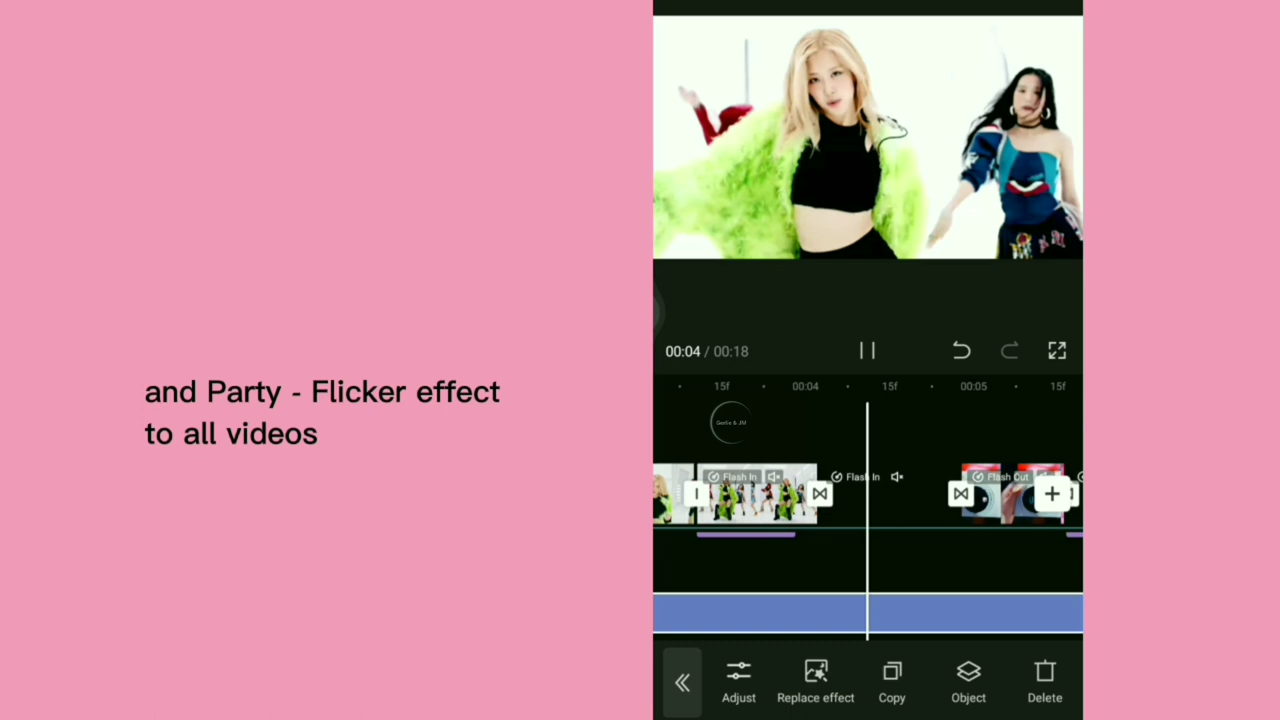 and Party - Flicker effect
to all videos
00:04 / 00:18
15f
00:04
15f
00:05
15f
Flash In
Flash In
Flash Out
Adjust
Replace effect
Copy
Object
Delete